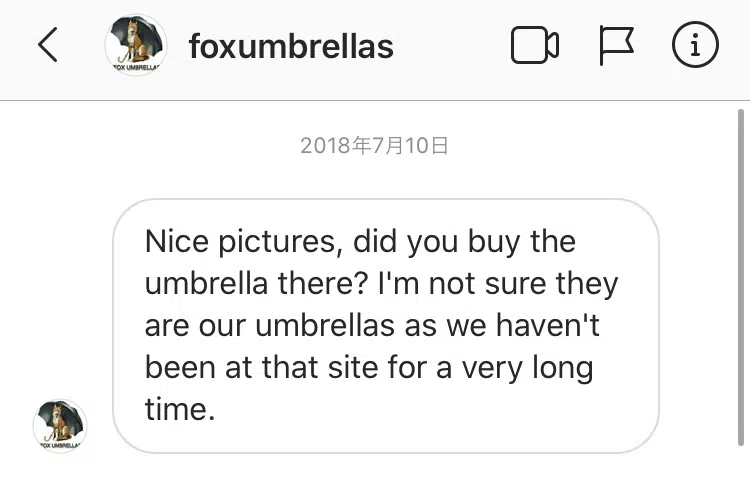 foxumbrellas
FOX UMBRELLAS
2018年7月10日
Nice pictures, did you buy the
umbrella there? I'm not sure they
are our umbrellas as we haven't
been at that site for a very long
time.
FOX UMBRELLAS